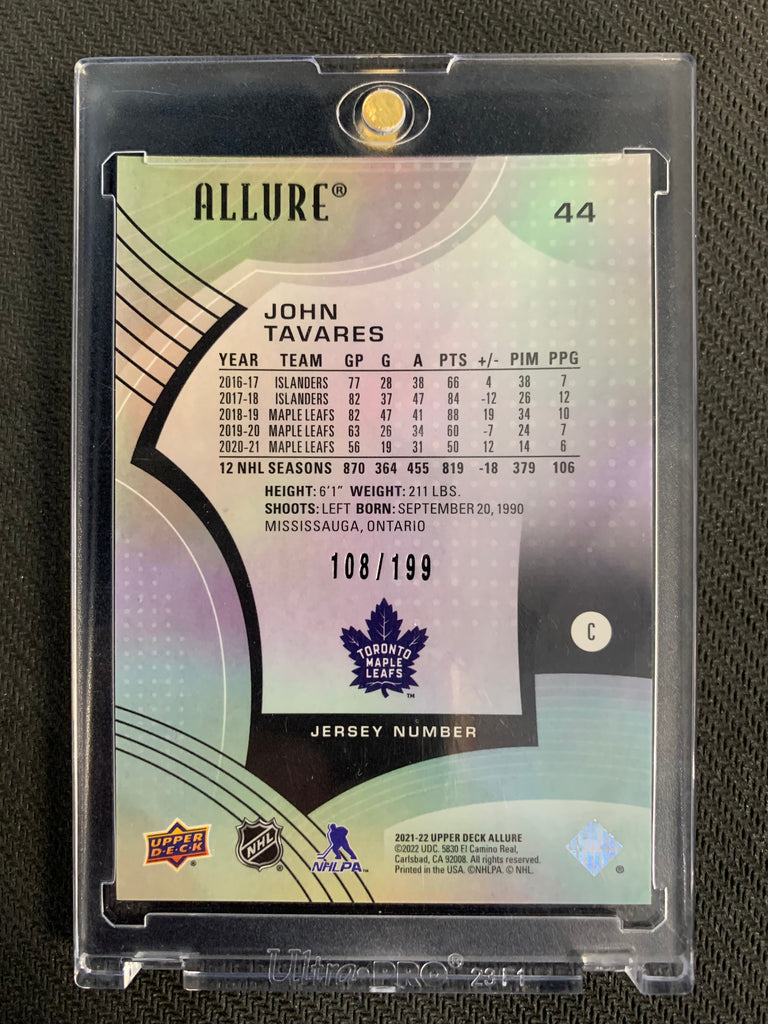 ALLURE®
44
JOHN
TAVARES
YEAR TEAM GP G A PTS +/- PIM PPG
2016-17 ISLANDERS 77 28 38 66 4 38 7
2017-18 ISLANDERS 82 37 47 84 -12 26 12
2018-19 MAPLE LEAFS 82 47 41 88 19 34 10
2019-20 MAPLE LEAFS 63 26 34 60 -7 24 7
2020-21 MAPLE LEAFS 56 19 31 50 12 14 6
12 NHL SEASONS 870 364 455 819 -18 379 106
HEIGHT: 6'1" WEIGHT: 211 LBS.
SHOOTS: LEFT BORN: SEPTEMBER 20, 1990
MISSISSAUGA, ONTARIO
108/199
C
TORONTO
MAPLE
LEAFS
™
JERSEY NUMBER
UPPER
DECK
®
NHL
NHLPA™
2021-22 UPPER DECK ALLURE
©2022 UDC. 5830 El Camino Real,
Carlsbad, CA 92008. All rights reserved.
Printed in the USA. ©NHLPA. © NHL.
®
Ultra•PRO®